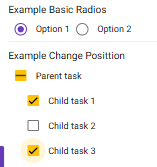 Example Basic Radios
Option 1 Option 2
Example Change Posittion
Parent task
Child task 1
Child task 2
Child task 3